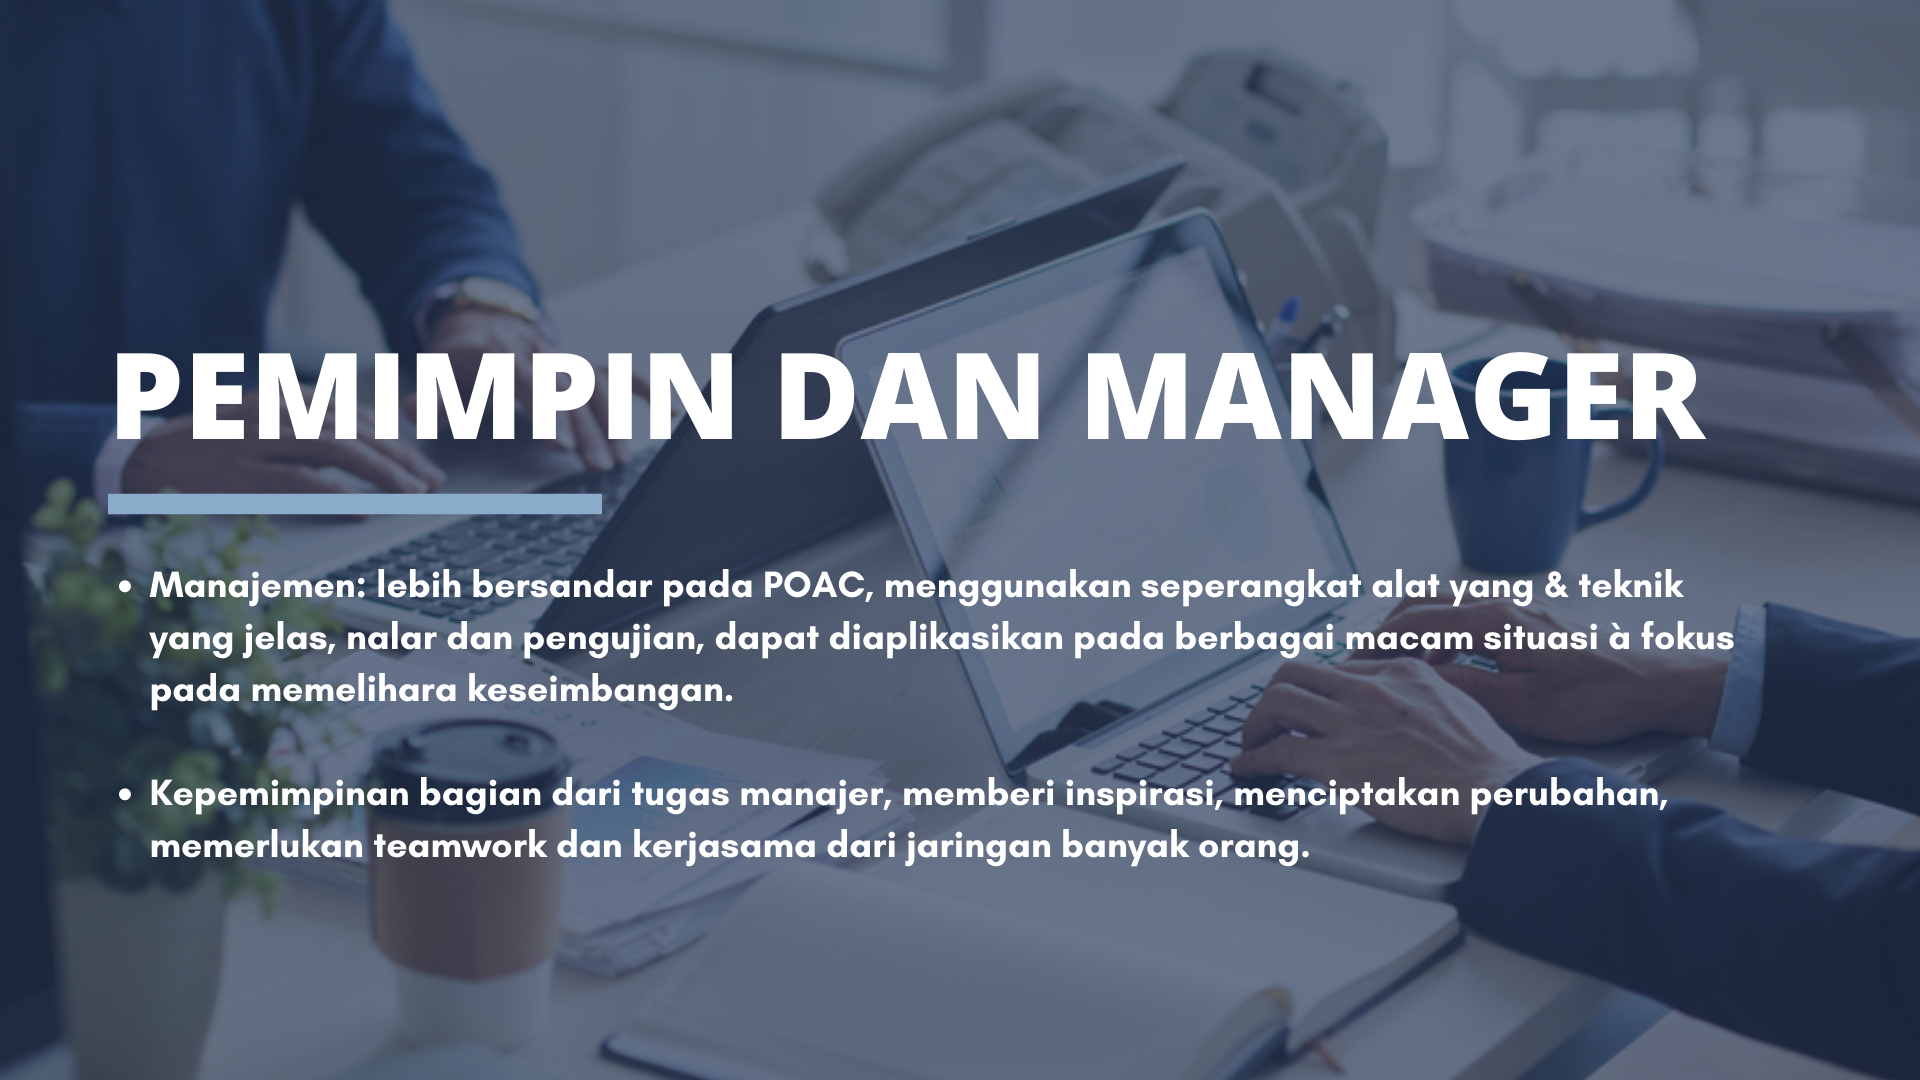 PEMIMPIN DAN MANAGER
• Manajemen: lebih bersandar pada POAC, menggunakan seperangkat alat yang & teknik
yang jelas, nalar dan pengujian, dapat diaplikasikan pada berbagai macam situasi à fokus
pada memelihara keseimbangan.
• Kepemimpinan bagian dari tugas manajer, memberi inspirasi, menciptakan perubahan,
memerlukan teamwork dan kerjasama dari jaringan banyak orang.